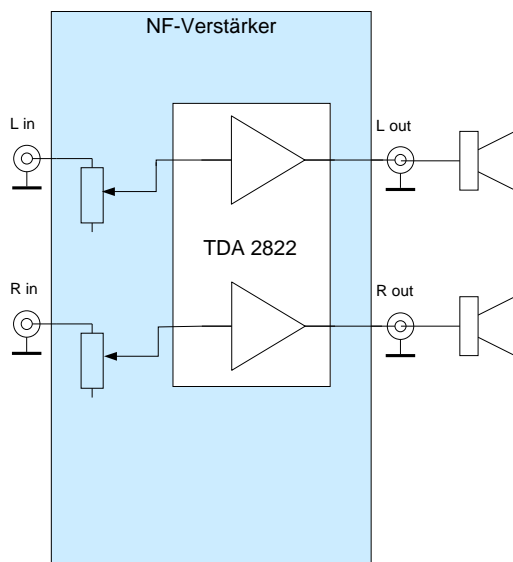 NF-Verstärker
L in
L out
TDA 2822
R in
R out